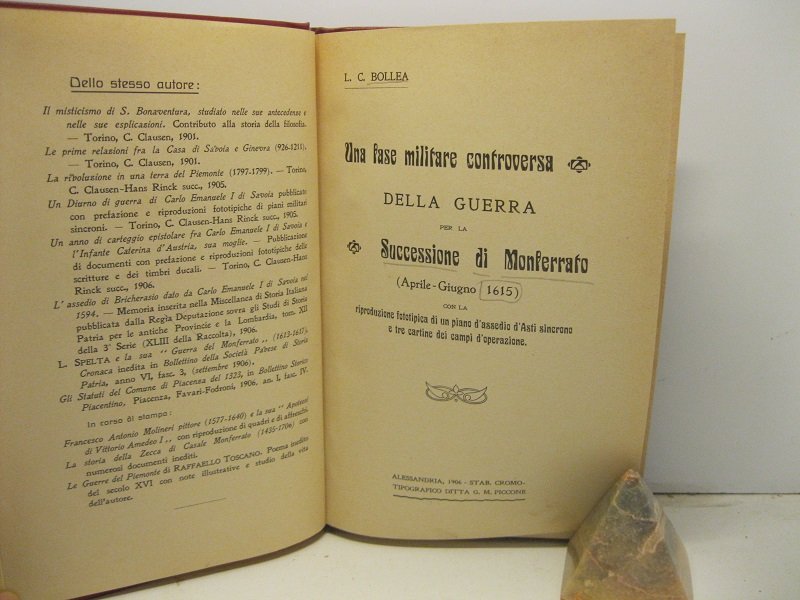 Dello stesso autore:
Il misticismo di S. Bonaventura, studiato nelle sue antecedenze e
nelle sue esplicazioni. Contributo alla storia della filosofia.
— Torino, C. Clausen, 1901.
Le prime relazioni fra la Casa di Savoia e Ginevra (926-1211).
— Torino, C. Clausen, 1901.
La rivoluzione in una terra del Piemonte (1797-1799). — Torino,
C. Clausen-Hans Rinck succ., 1905.
Un Diurno di guerra di Carlo Emanuele I di Savoia pubblicato
con prefazione e riproduzioni fototipiche di piani militari
sincroni. — Torino, C. Clausen-Hans Rinck succ., 1905.
Un anno di carteggio epistolare fra Carlo Emanuele I di Savoia e
l'Infante Caterina d'Austria, sua moglie. — Pubblicazione
di documenti con prefazione e riproduzioni fototipiche delle
scritture e dei timbri ducali. — Torino, C. Clausen-Hans
Rinck succ., 1906.
L'assedio di Bricherasio dato da Carlo Emanuele I di Savoia nel
1594. — Memoria inserita nella Miscellanea di Storia Italiana
pubblicata dalla Regia Deputazione sovra gli Studi di Storia
Patria per le antiche Provincie e la Lombardia, tom. XII
della 3ª Serie (XLIII della Raccolta), 1906.
L. SPELTA e la sua "Guerra del Monferrato" (1613-1617),
Cronaca inedita in Bollettino della Società Pavese di Storia
Patria, anno VI, fasc. 3, (settembre 1906).
Gli Statuti del Comune di Piacenza del 1323, in Bollettino Storico
Piacentino, Piacenza, Favari-Fodroni, 1906. an. I, fasc. IV.
In corso di stampa:
Francesco Antonio Molineri pittore (1577-1640) e la sua "Apoteosi
di Vittorio Amedeo I", con riproduzione di quadri e di affreschi.
La storia della Zecca di Casale Monferrato (1435-1706) con
numerosi documenti inediti.
Le Guerre del Piemonte di RAFFAELLO TOSCANO. Poema inedito
del secolo XVI con note illustrative e studio della vita
dell'autore.
L. C. BOLLEA
Una fase militare controversa
DELLA GUERRA
PER LA
Successione di Monferrato
(Aprile-Giugno 1615)
CON LA
riproduzione fototipica di un piano d'assedio d'Asti sincrono
e tre cartine dei campi d'operazione.
ALESSANDRIA, 1906 - STAB. CROMO-
TIPOGRAFICO DITTA G. M. PICCONE